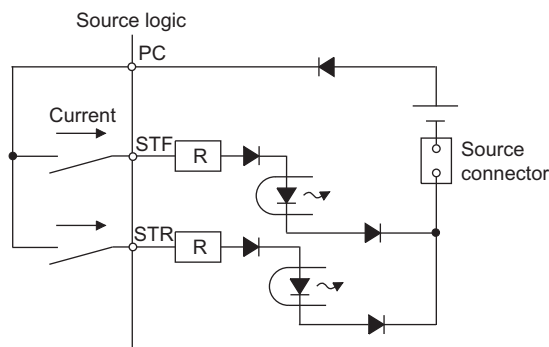 Source logic
PC
Current
STF
R
Source
connector
STR
R